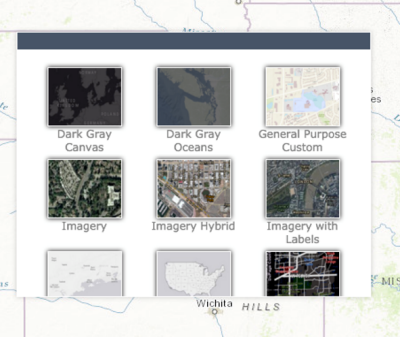 Dark Gray
Canvas
Dark Gray
Oceans
General Purpose
Custom
Imagery
Imagery Hybrid
Imagery with
Labels
Wichita
HILLS